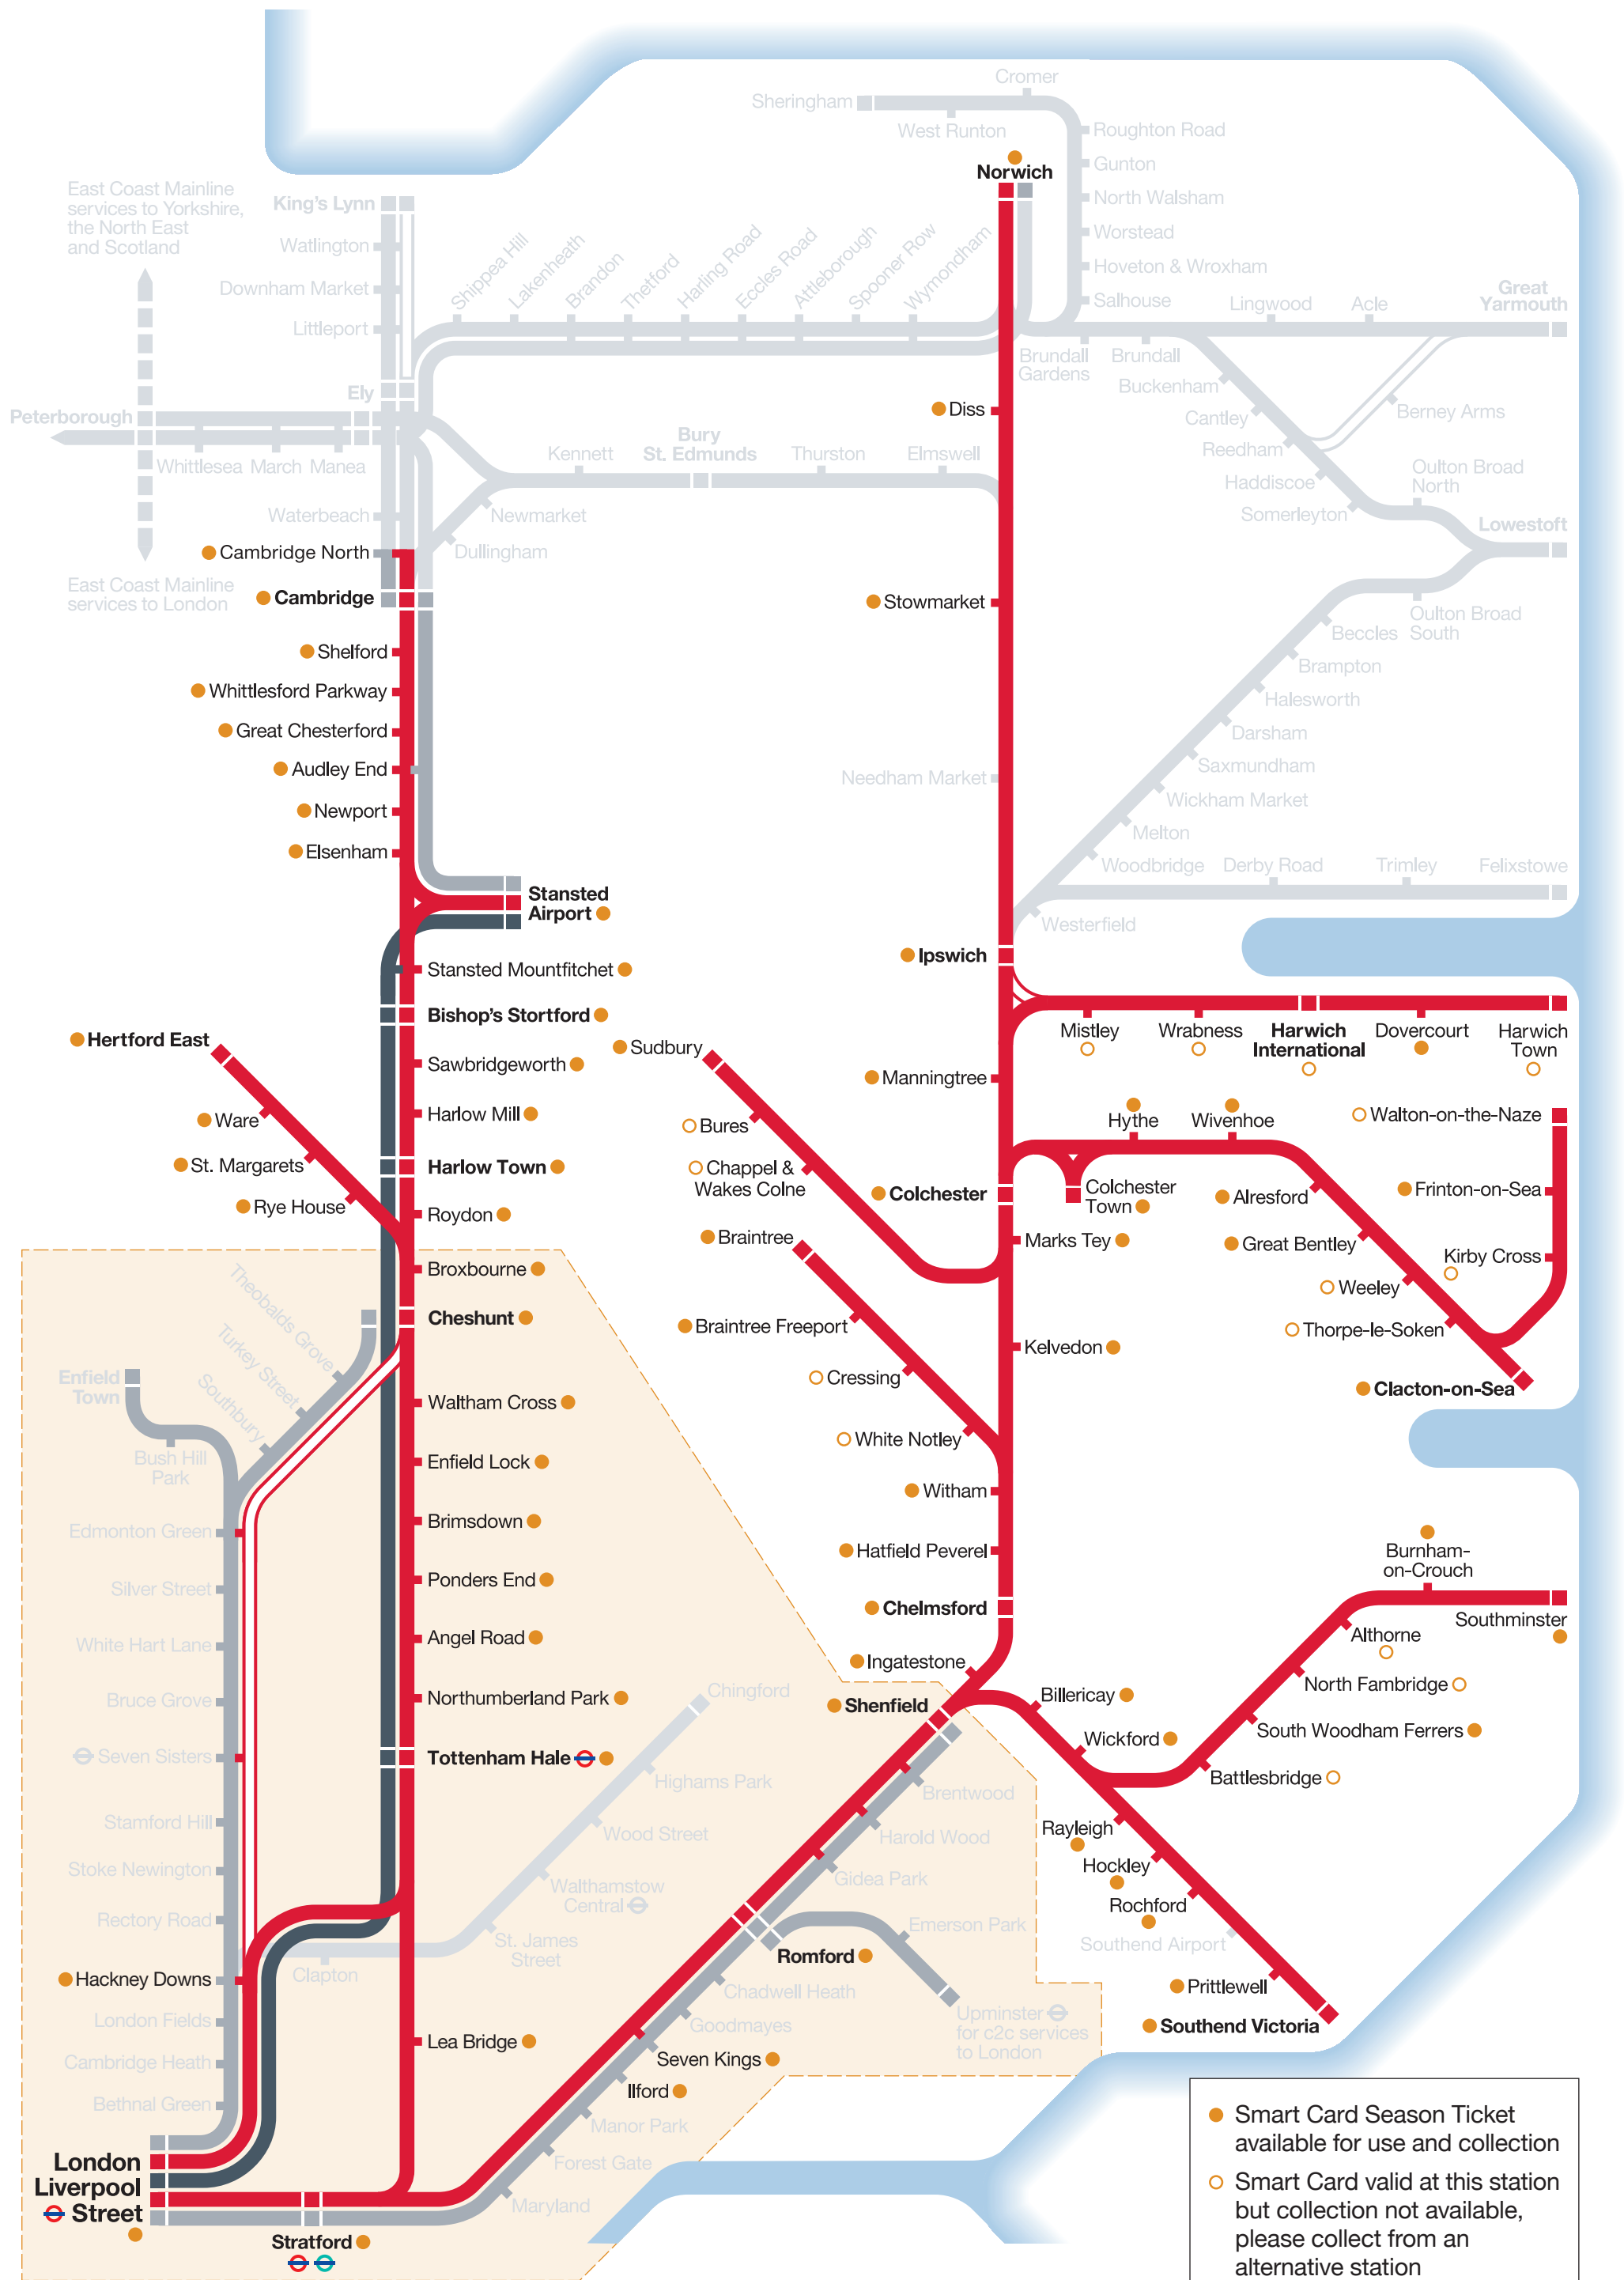 Cromer
Sheringham
West Runton
Roughton Road
Norwich
Gunton
East Coast Mainline
services to Yorkshire,
the North East
and Scotland
King's Lynn
North Walsham
Watlington
Worstead
Shippea Hill
Lakenheath
Brandon
Thetford
Harling Road
Eccles Road
Attleborough
Spooner Row
Wymondham
Hoveton & Wroxham
Downham Market
Salhouse
Lingwood
Acle
Great
Yarmouth
Littleport
Brundall
Gardens
Brundall
Buckenham
Ely
Diss
Cantley
Berney Arms
Peterborough
Reedham
Whittlesea
March
Manea
Kennett
Bury
St. Edmunds
Thurston
Elmswell
Haddiscoe
Oulton Broad
North
Somerleyton
Waterbeach
Newmarket
Lowestoft
Cambridge North
Dullingham
East Coast Mainline
services to London
Cambridge
Stowmarket
Oulton Broad
South
Beccles
Shelford
Brampton
Whittlesford Parkway
Halesworth
Great Chesterford
Darsham
Audley End
Needham Market
Saxmundham
Newport
Wickham Market
Elsenham
Melton
Woodbridge
Derby Road
Trimley
Felixstowe
Stansted
Airport
Westerfield
Ipswich
Stansted Mountfitchet
Bishop's Stortford
Mistley
Wrabness
Harwich
International
Dovercourt
Harwich
Town
Hertford East
Sudbury
Sawbridgeworth
Manningtree
Harlow Mill
Ware
Bures
Hythe
Wivenhoe
Walton-on-the-Naze
St. Margarets
Harlow Town
Chappel &
Wakes Colne
Colchester
Colchester
Town
Alresford
Frinton-on-Sea
Rye House
Roydon
Braintree
Marks Tey
Great Bentley
Kirby Cross
Broxbourne
Weeley
Theobalds Grove
Turkey Street
Southbury
Cheshunt
Braintree Freeport
Kelvedon
Thorpe-le-Soken
Enfield
Town
Cressing
Clacton-on-Sea
Waltham Cross
Bush Hill
Park
Enfield Lock
White Notley
Witham
Edmonton Green
Brimsdown
Hatfield Peverel
Burnham-
on-Crouch
Silver Street
Ponders End
Chelmsford
Southminster
White Hart Lane
Angel Road
Ingatestone
Althorne
Bruce Grove
Northumberland Park
Chingford
Shenfield
Billericay
North Fambridge
Seven Sisters
Tottenham Hale
Wickford
South Woodham Ferrers
Highams Park
Brentwood
Battlesbridge
Stamford Hill
Wood Street
Harold Wood
Rayleigh
Stoke Newington
Gidea Park
Hockley
Walthamstow
Central
Rochford
Rectory Road
St. James
Street
Emerson Park
Southend Airport
Romford
Hackney Downs
Clapton
Chadwell Heath
Prittlewell
London Fields
Goodmayes
Upminster
for c2c services
to London
Southend Victoria
Lea Bridge
Cambridge Heath
Seven Kings
Ilford
Bethnal Green
Manor Park
Forest Gate
London
Liverpool
Street
Maryland
Stratford
Smart Card Season Ticket
available for use and collection
Smart Card valid at this station
but collection not available,
please collect from an
alternative station